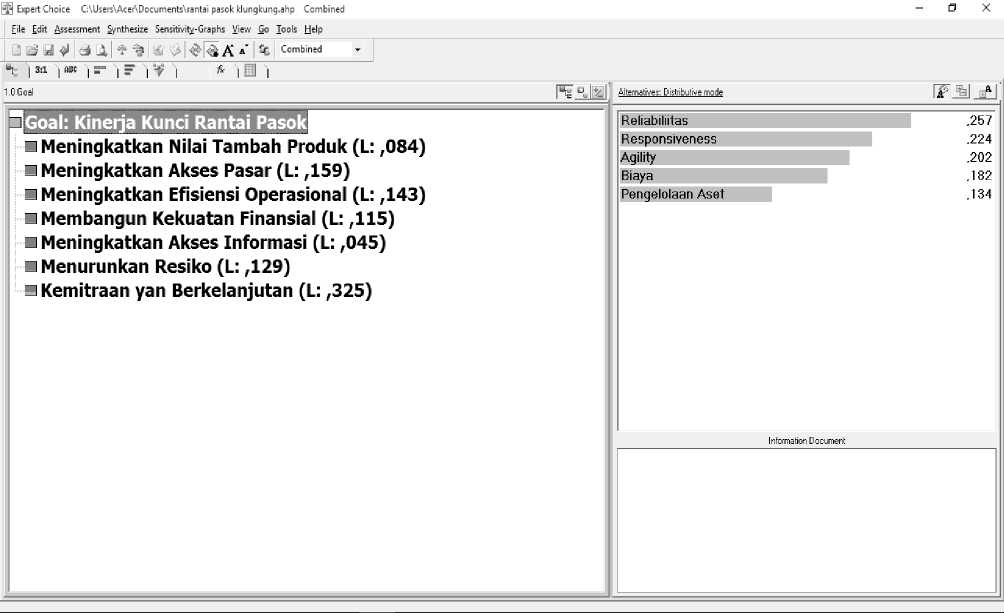 Expert Choice C:\Users\Acer\Documents\rantai pasok klungkung.ahp Combined
File Edit Assessment Synthesize Sensitivity-Graphs View Go Tools Help
A A Combined
3:1 ABC fx
1.0 Goal
Goal: Kinerja Kunci Rantai Pasok
Meningkatkan Nilai Tambah Produk (L: ,084)
Meningkatkan Akses Pasar (L: ,159)
Meningkatkan Efisiensi Operasional (L: ,143)
Membangun Kekuatan Finansial (L: ,115)
Meningkatkan Akses Informasi (L: ,045)
Menurunkan Resiko (L: ,129)
Kemitraan yan Berkelanjutan (L: ,325)
Alternatives: Distributive mode
Reliabiliitas ,257
Responsiveness ,224
Agility ,202
Biaya ,182
Pengelolaan Aset ,134
Information Document